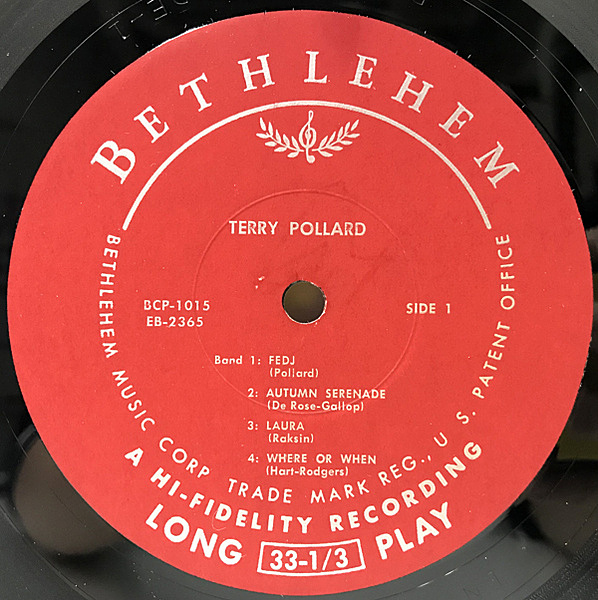 BETHLEHEM
TERRY POLLARD
BCP-1015
EB-2365
SIDE 1
Band 1: FEDJ
(Pollard)
2: AUTUMN SERENADE
(De Rose-Gallop)
3: LAURA
(Raksin)
4: WHERE OR WHEN
(Hart-Rodgers)
BETHLEHEM MUSIC CORP TRADE MARK REG., U S. PATENT OFFICE
A HI-FIDELITY RECORDING
LONG 33-1/3 PLAY